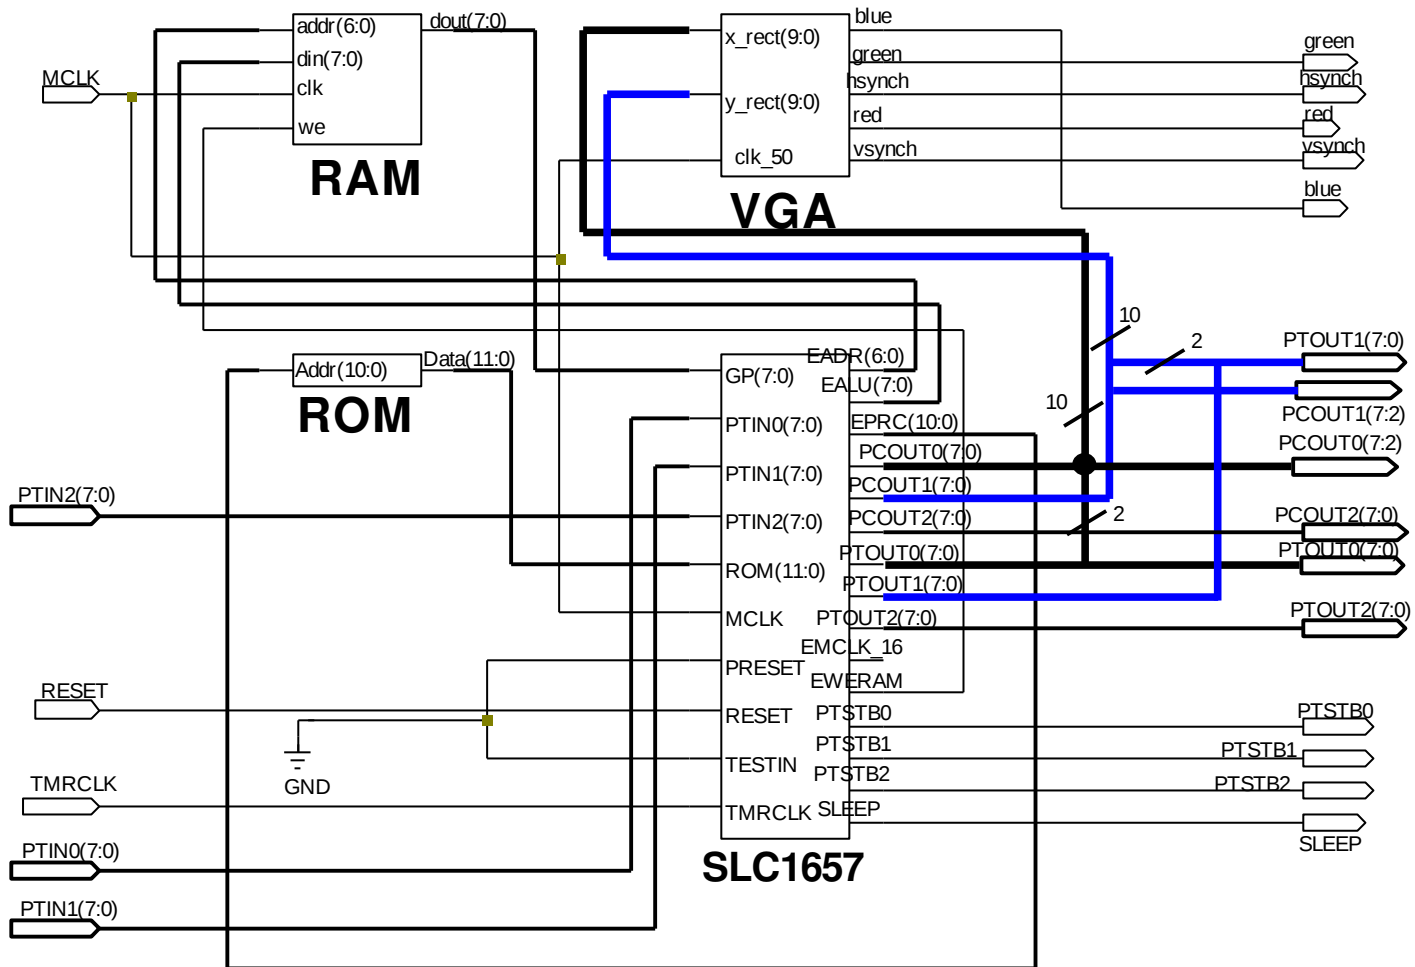 addr(6:0)
din(7:0)
clk
we
dout(7:0)
RAM
MCLK
x_rect(9:0)
y_rect(9:0)
clk_50
blue
green
hsynch
red
vsynch
VGA
green
hsynch
red
vsynch
blue
Addr(10:0)
Data(11:0)
ROM
GP(7:0)
PTIN0(7:0)
PTIN1(7:0)
PTIN2(7:0)
ROM(11:0)
MCLK
PRESET
RESET
TESTIN
TMRCLK
EADR(6:0)
EALU(7:0)
EPRC(10:0)
PCOUT0(7:0)
PCOUT1(7:0)
PCOUT2(7:0)
PTOUT0(7:0)
PTOUT1(7:0)
PTOUT2(7:0)
EMCLK_16
EWERAM
PTSTB0
PTSTB1
PTSTB2
SLEEP
SLC1657
10
2
10
2
PTOUT1(7:0)
PCOUT1(7:2)
PCOUT0(7:2)
PCOUT2(7:0)
PTOUT0(7:0)
PTOUT2(7:0)
PTSTB0
PTSTB1
PTSTB2
SLEEP
PTIN2(7:0)
RESET
GND
TMRCLK
PTIN0(7:0)
PTIN1(7:0)